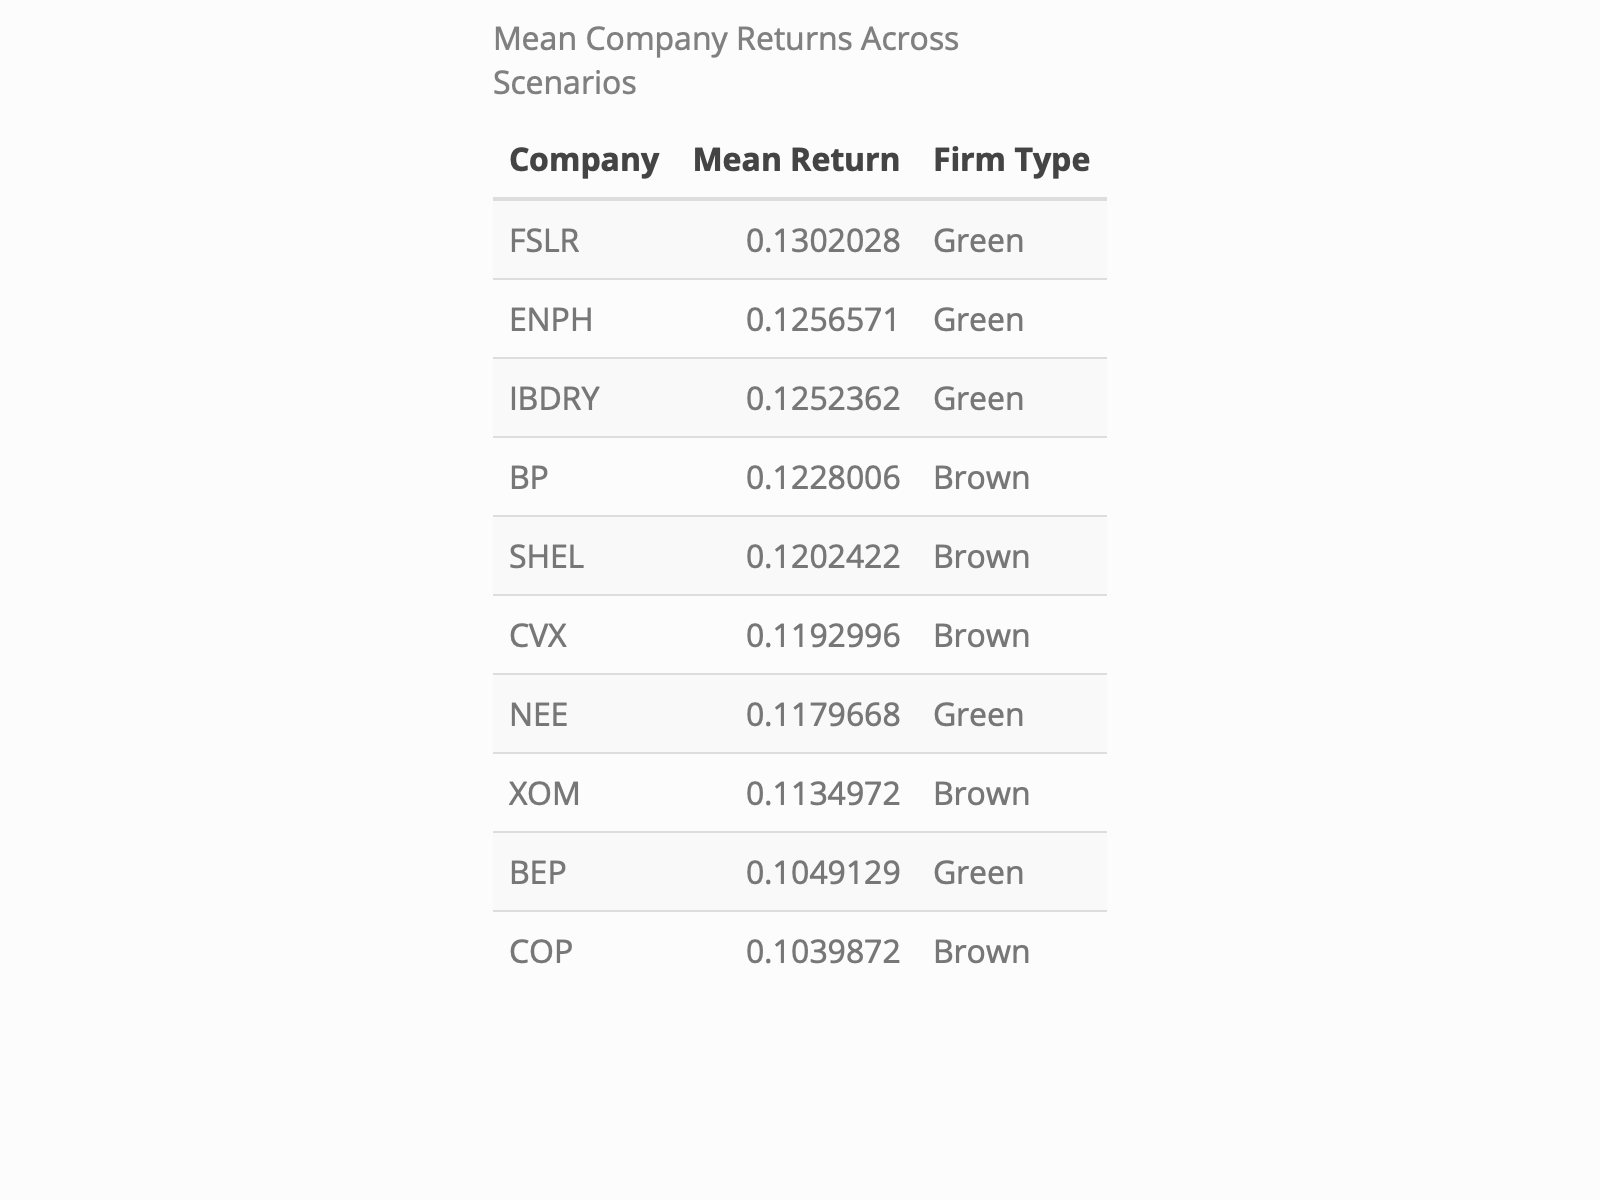 Mean Company Returns Across
Scenarios
Company Mean Return Firm Type
FSLR 0.1302028 Green
ENPH 0.1256571 Green
IBDRY 0.1252362 Green
BP 0.1228006 Brown
SHEL 0.1202422 Brown
CVX 0.1192996 Brown
NEE 0.1179668 Green
XOM 0.1134972 Brown
BEP 0.1049129 Green
COP 0.1039872 Brown